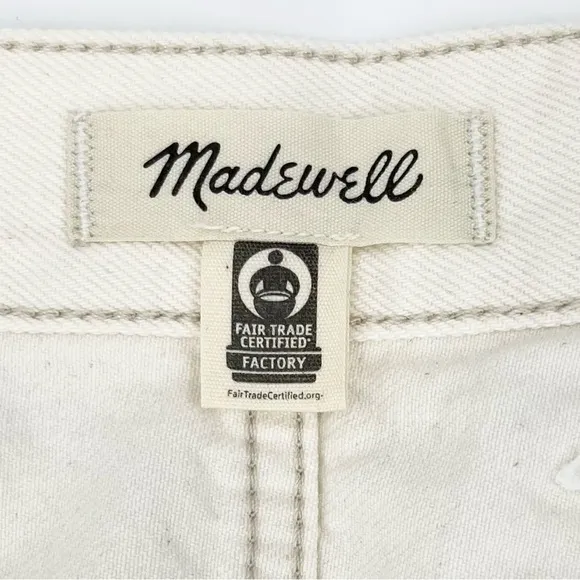 Madewell
FAIR TRADE
CERTIFIED
FACTORY
FairTradeCertified.org